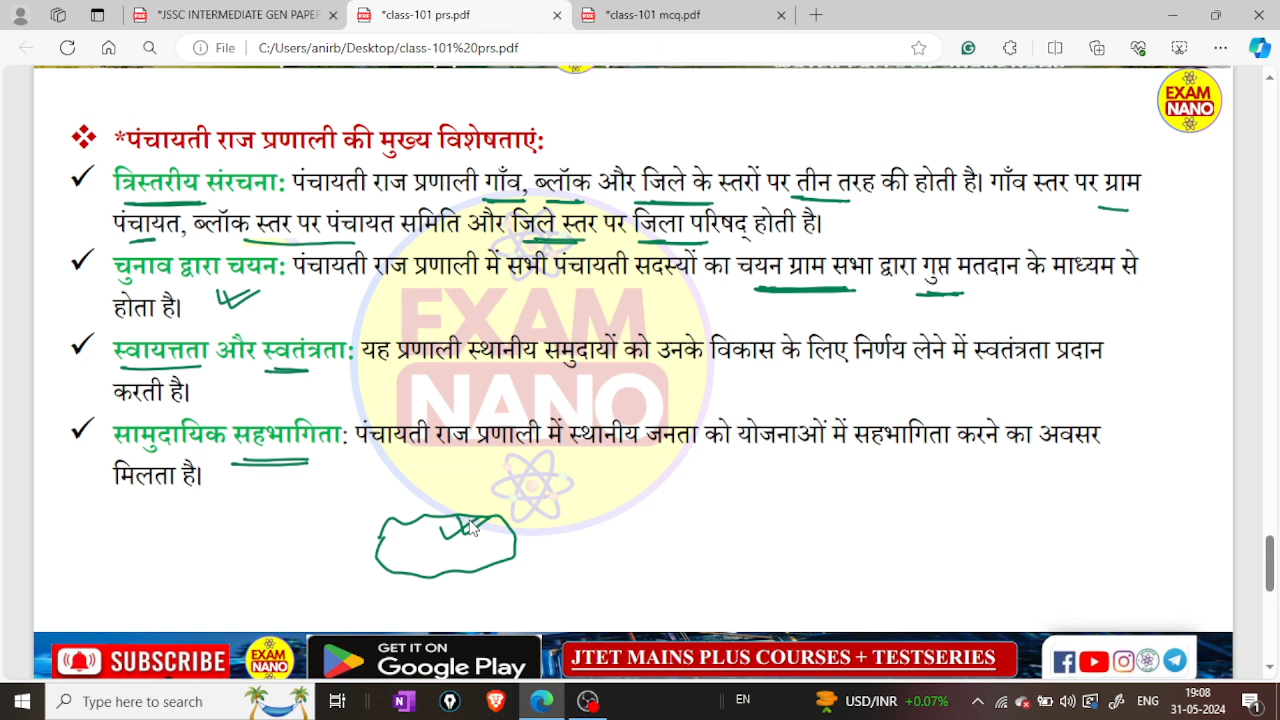 *JSSC INTERMEDIATE GEN PAPER
*class-101 prs.pdf
*class-101 mcq.pdf
File
C:/Users/anirb/Desktop/class-101%20prs.pdf
EXAM
NANO
*पंचायती राज प्रणाली की मुख्य विशेषताएं:
त्रिस्तरीय संरचना: पंचायती राज प्रणाली गाँव, ब्लॉक और जिले के स्तरों पर तीन तरह की होती है। गाँव स्तर पर ग्राम
पंचायत, ब्लॉक स्तर पर पंचायत समिति और जिले स्तर पर जिला परिषद् होती है।
चुनाव द्वारा चयन: पंचायती राज प्रणाली में सभी पंचायती सदस्यों का चयन ग्राम सभा द्वारा गुप्त मतदान के माध्यम से
होता है।
स्वायत्तता और स्वतंत्रता: यह प्रणाली स्थानीय समुदायों को उनके विकास के लिए निर्णय लेने में स्वतंत्रता प्रदान
करती है।
सामुदायिक सहभागिता: पंचायती राज प्रणाली में स्थानीय जनता को योजनाओं में सहभागिता करने का अवसर
मिलता है।
EXAM
NANO
SUBSCRIBE
EXAM
NANO
GET IT ON
Google Play
JTET MAINS PLUS COURSES + TESTSERIES
Type here to search
EN
USD/INR +0.07%
ENG
19:08
31-05-2024